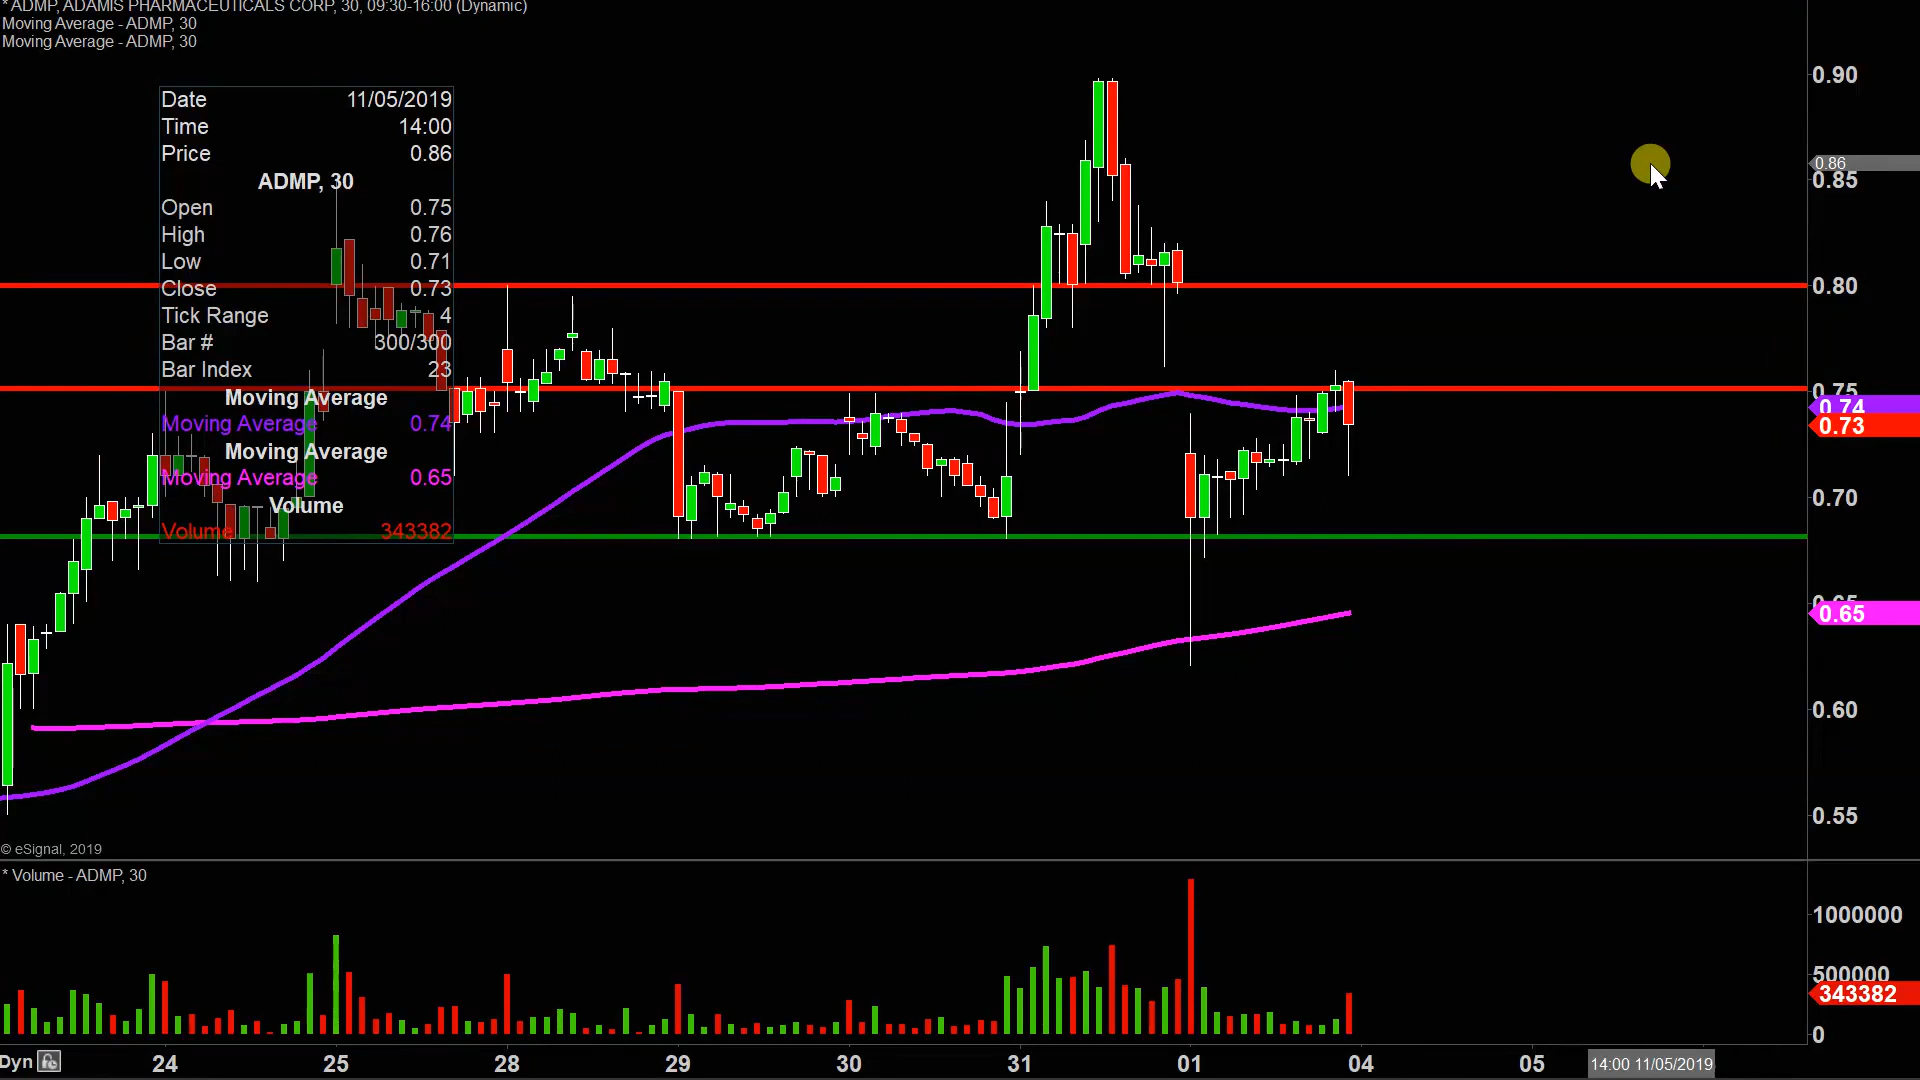 * ADMP, ADAMIS PHARMACEUTICALS CORP, 30, 09:30-16:00 (Dynamic)
Moving Average - ADMP, 30
Moving Average - ADMP, 30
Date 11/05/2019
Time 14:00
Price 0.86
ADMP, 30
Open 0.75
High 0.76
Low 0.71
Close 0.73
Tick Range 4
Bar # 300/300
Bar Index 23
Moving Average
Moving Average 0.74
Moving Average
Moving Average 0.65
Volume
Volume 343382
0.90
0.86
0.85
0.80
0.75
0.74
0.73
0.70
0.65
0.65
0.60
0.55
© eSignal, 2019
* Volume - ADMP, 30
1000000
500000
343382
0
Dyn 24 25 28 29 30 31 01 04 05 14:00 11/05/2019